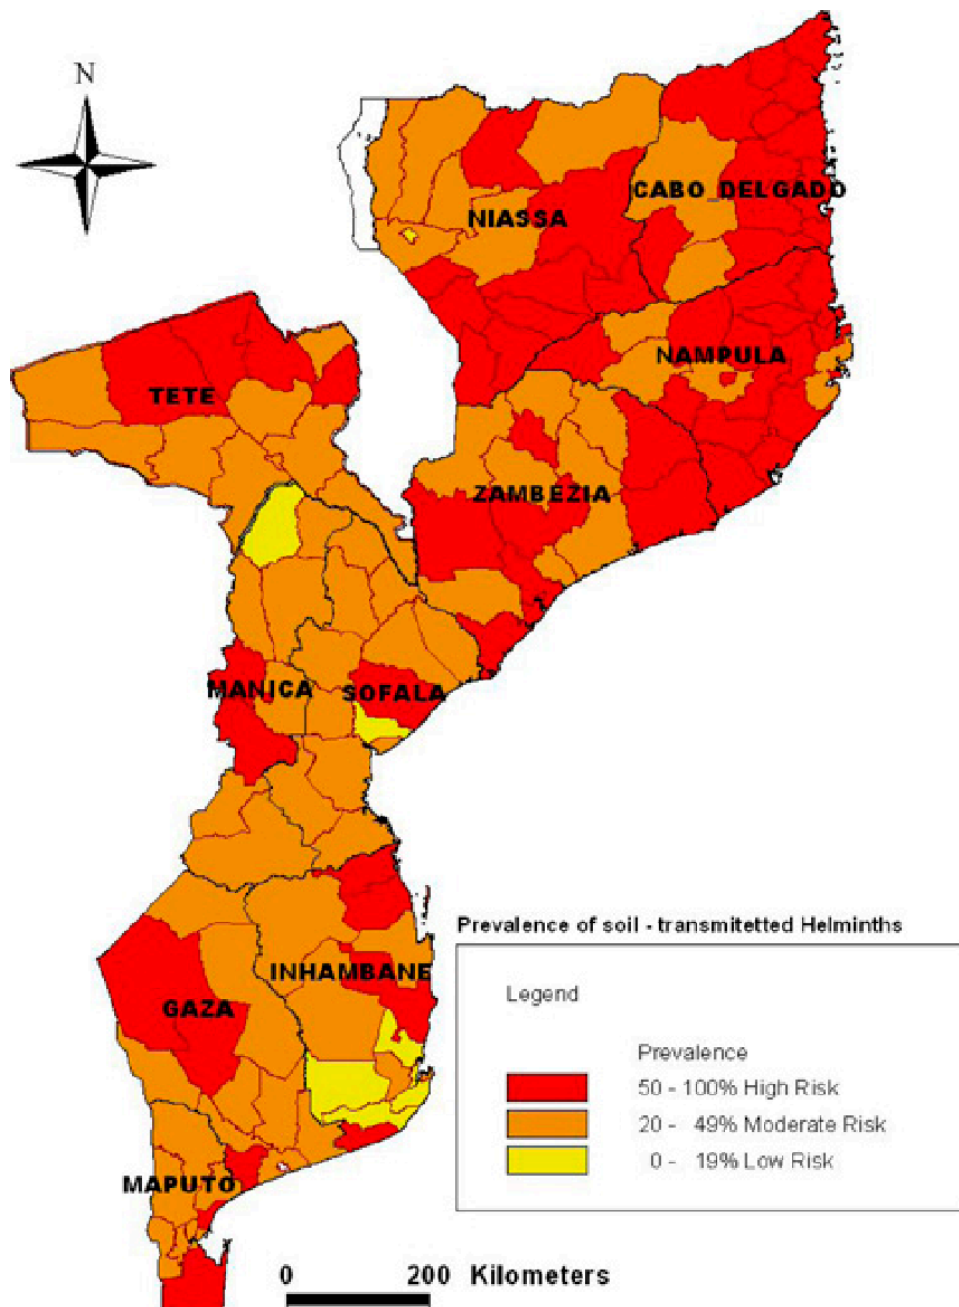 N
CABO_DELGADO
NIASSA
NAMPULA
TETE
ZAMBEZIA
MANICA
SOFALA
Prevalence of soil - transmitetted Helminths
INHAMBANE
Legend
GAZA
Prevalence
50 - 100% High Risk
20 - 49% Moderate Risk
0 - 19% Low Risk
MAPUTO
0 200 Kilometers